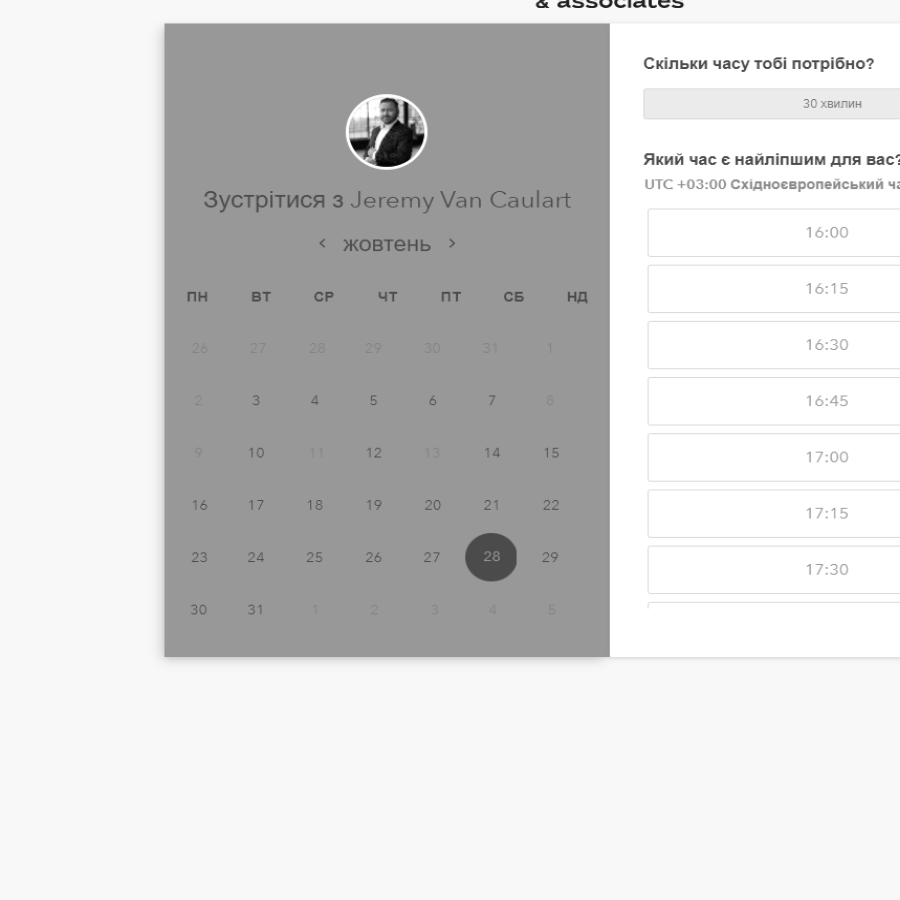 & associates
Зустрітися з Jeremy Van Caulart
жовтень
ПН ВТ СР ЧТ ПТ СБ НД
26 27 28 29 30 31 1
2 3 4 5 6 7 8
9 10 11 12 13 14 15
16 17 18 19 20 21 22
23 24 25 26 27 28 29
30 31 1 2 3 4 5
Скільки часу тобі потрібно?
30 хвилин
Який час є найліпшим для вас?
UTC +03:00 Східноєвропейський ча
16:00
16:15
16:30
16:45
17:00
17:15
17:30